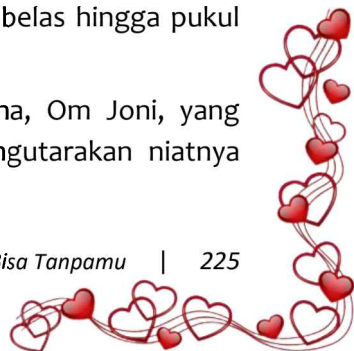 belas hingga pukul
na, Om Joni, yang
ngutarakan niatnya
Bisa Tanpamu | 225